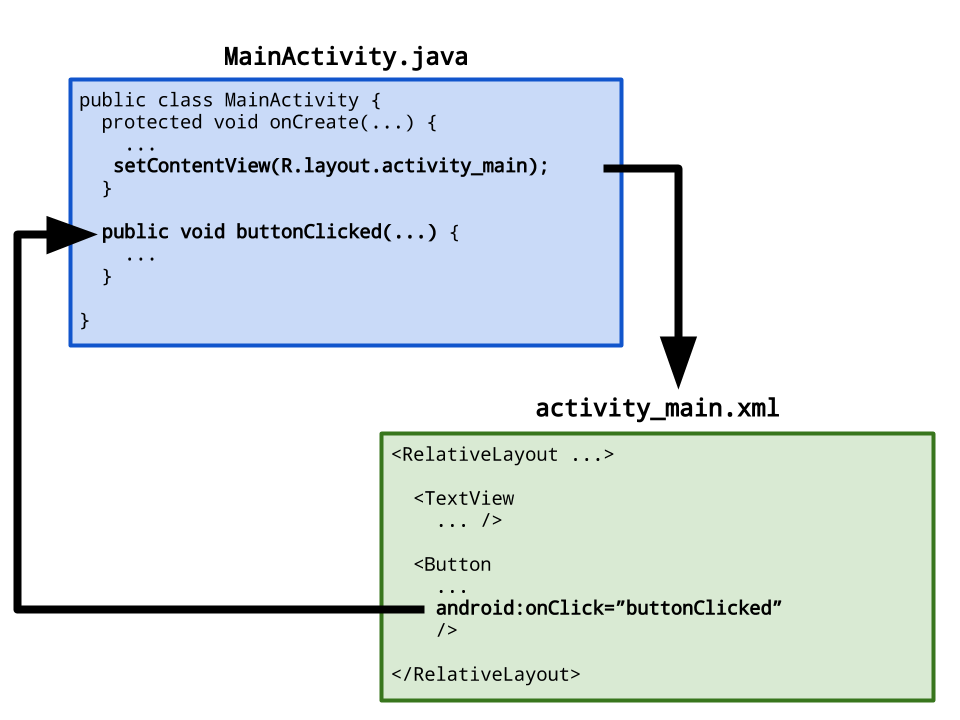 MainActivity.java
public class MainActivity {
protected void onCreate(...) {
...
setContentView(R.layout.activity_main);
}
public void buttonClicked(...) {
...
}
}
activity_main.xml
<RelativeLayout ...>
<TextView
... />
<Button
...
android:onClick=”buttonClicked”
/>
</RelativeLayout>